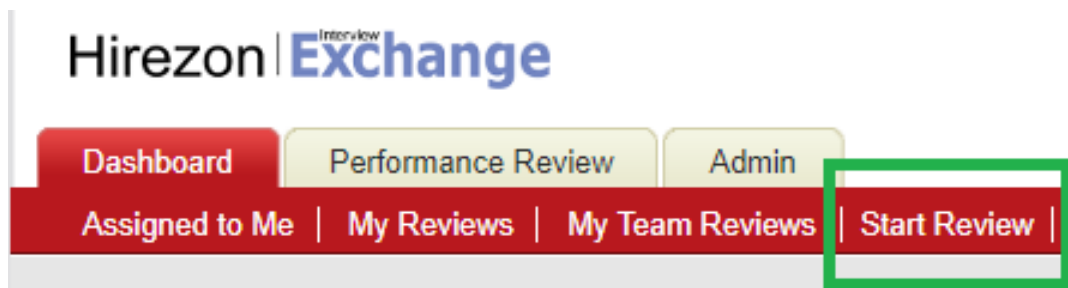 Hirezon | Interview Exchange
Dashboard Performance Review Admin
Assigned to Me | My Reviews | My Team Reviews | Start Review |